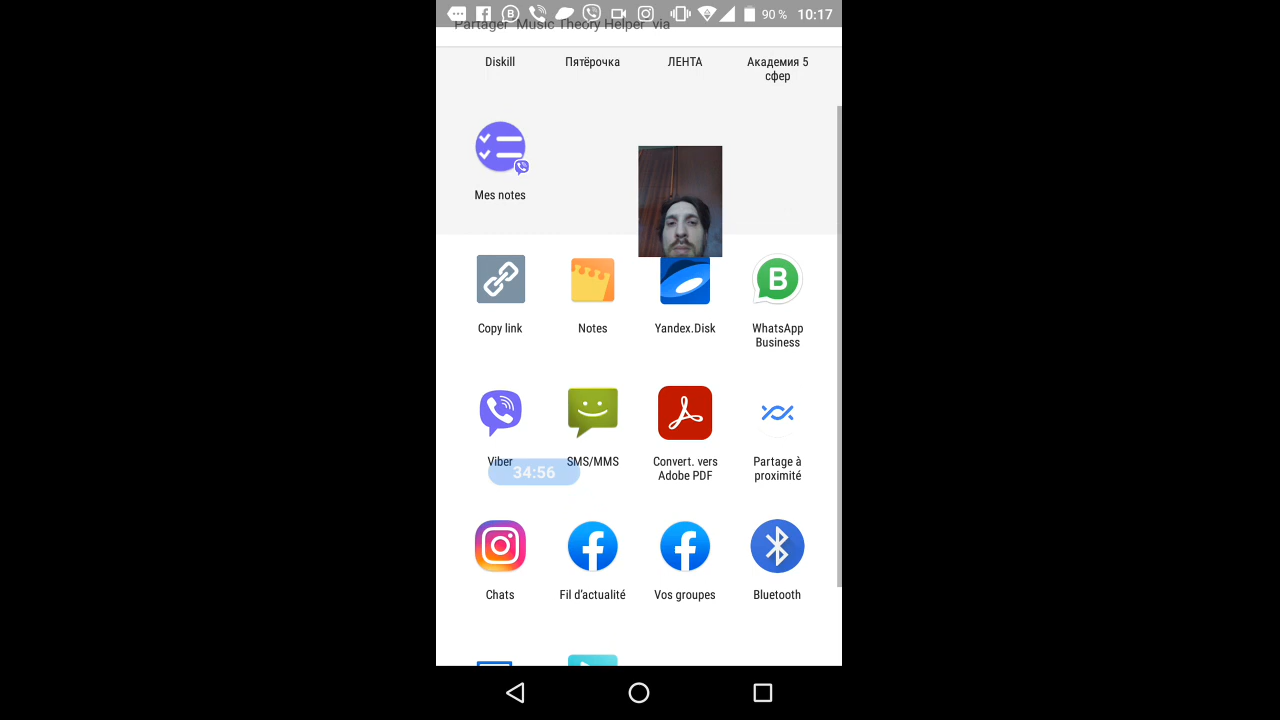 90 % 10:17
Partager "Music Theory Helper" via
Diskill Пятёрочка ЛЕНТА Академия 5
сфер
Mes notes
Copy link Notes Yandex.Disk WhatsApp
Business
Viber SMS/MMS Convert. vers Partage à
Adobe PDF proximité
34:56
Chats Fil d'actualité Vos groupes Bluetooth